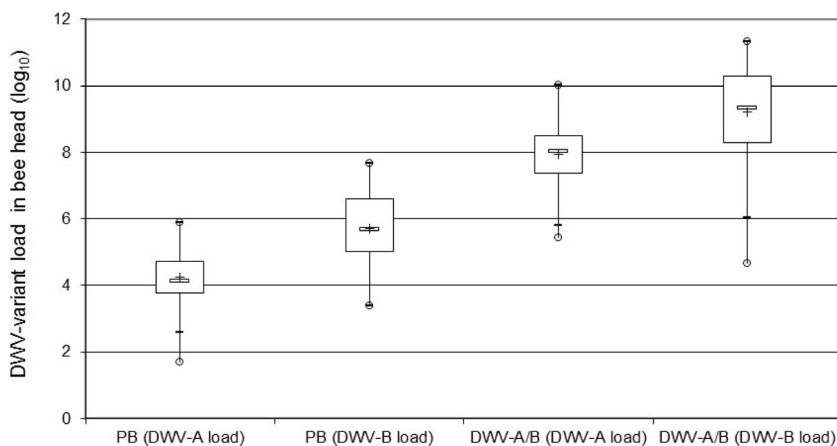 DWV-variant load in bee head (log₁₀)
12
10
8
6
4
2
0
PB (DWV-A load)
PB (DWV-B load)
DWV-A/B (DWV-A load)
DWV-A/B (DWV-B load)